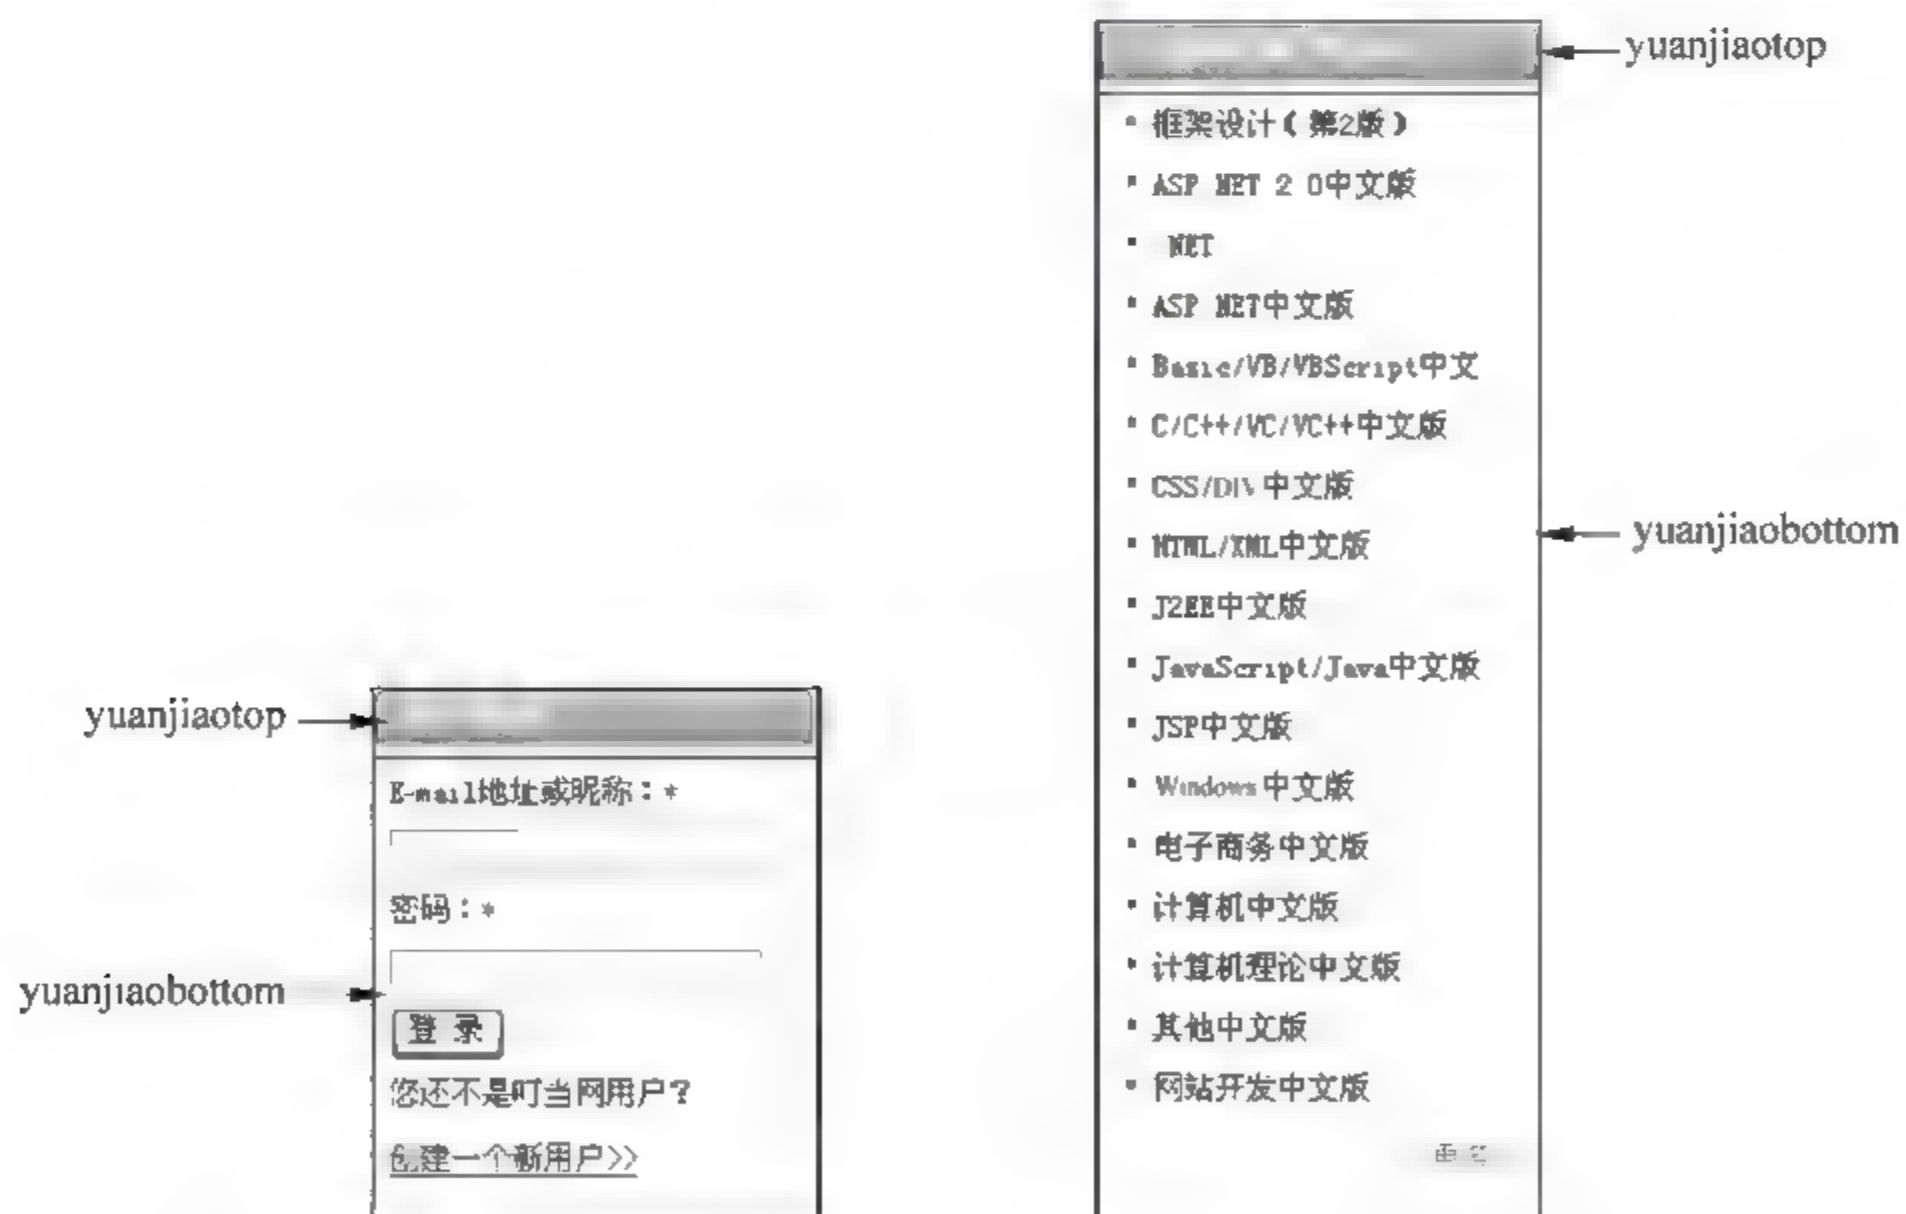 yuanjiaotop
E-mail地址或昵称：*
密码：*
yuanjiaobottom
登 录
您还不是叮当网用户？
创建一个新用户>>
yuanjiaotop
框架设计（第2版）
ASP NET 2 0中文版
NET
ASP NET中文版
Basic/VB/VBScript中文
C/C++/VC/VC++中文版
CSS/DIV中文版
HTML/XML中文版
J2EE中文版
JavaScript/Java中文版
JSP中文版
Windows中文版
电子商务中文版
计算机中文版
计算机理论中文版
其他中文版
网站开发中文版
yuanjiaobottom